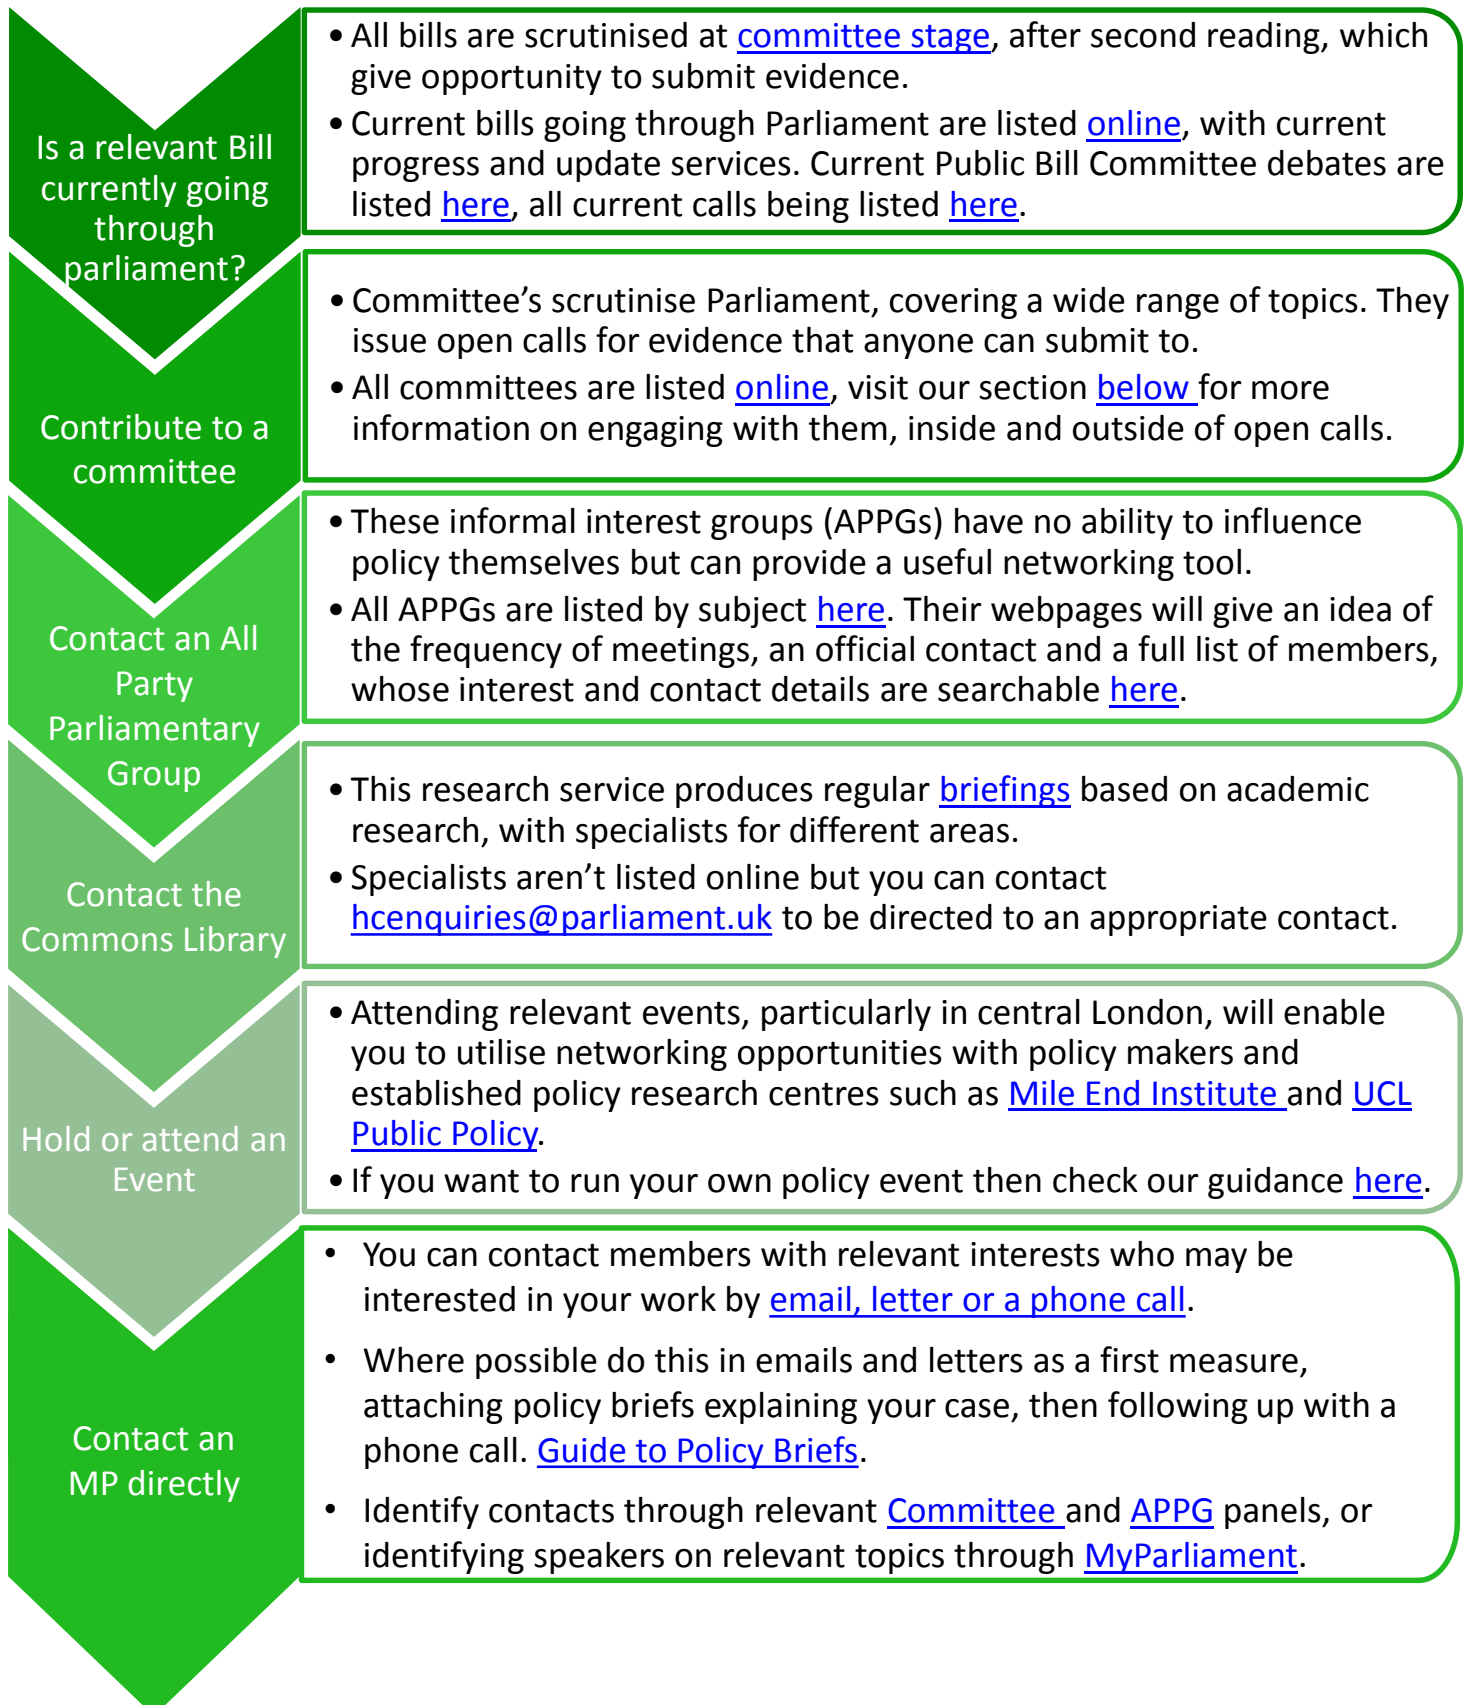 Is a relevant Bill
currently going
through
parliament?
• All bills are scrutinised at committee stage, after second reading, which
give opportunity to submit evidence.
• Current bills going through Parliament are listed online, with current
progress and update services. Current Public Bill Committee debates are
listed here, all current calls being listed here.
Contribute to a
committee
• Committee’s scrutinise Parliament, covering a wide range of topics. They
issue open calls for evidence that anyone can submit to.
• All committees are listed online, visit our section below for more
information on engaging with them, inside and outside of open calls.
Contact an All
Party
Parliamentary
Group
• These informal interest groups (APPGs) have no ability to influence
policy themselves but can provide a useful networking tool.
• All APPGs are listed by subject here. Their webpages will give an idea of
the frequency of meetings, an official contact and a full list of members,
whose interest and contact details are searchable here.
Contact the
Commons Library
• This research service produces regular briefings based on academic
research, with specialists for different areas.
• Specialists aren’t listed online but you can contact
hcenquiries@parliament.uk to be directed to an appropriate contact.
Hold or attend an
Event
• Attending relevant events, particularly in central London, will enable
you to utilise networking opportunities with policy makers and
established policy research centres such as Mile End Institute and UCL
Public Policy.
• If you want to run your own policy event then check our guidance here.
Contact an
MP directly
• You can contact members with relevant interests who may be
interested in your work by email, letter or a phone call.
• Where possible do this in emails and letters as a first measure,
attaching policy briefs explaining your case, then following up with a
phone call. Guide to Policy Briefs.
• Identify contacts through relevant Committee and APPG panels, or
identifying speakers on relevant topics through MyParliament.